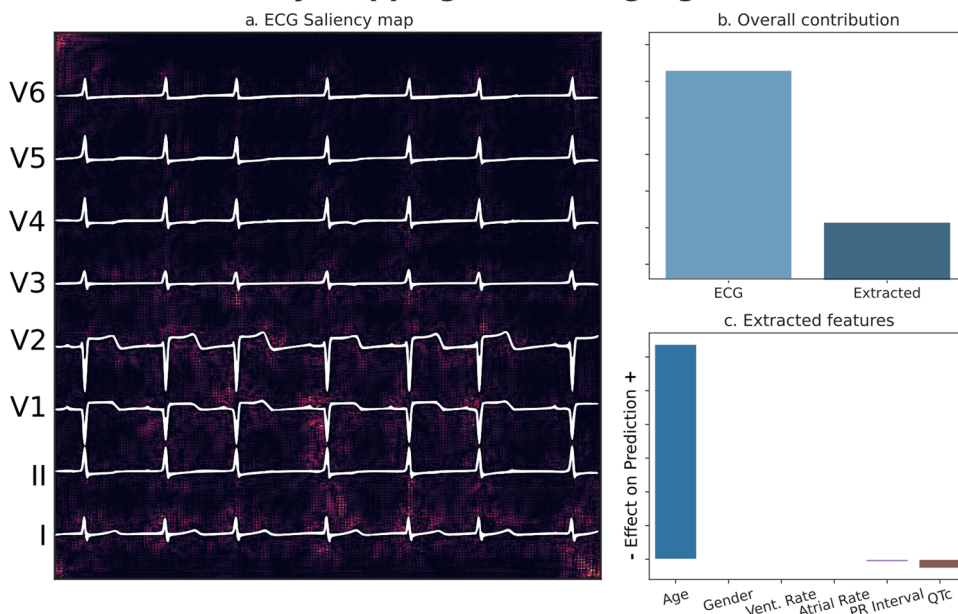 a. ECG Saliency map
V6
V5
V4
V3
V2
V1
II
I
b. Overall contribution
ECG Extracted
c. Extracted features
- Effect on Prediction +
Age Gender Vent. Rate Atrial Rate PR Interval QTc